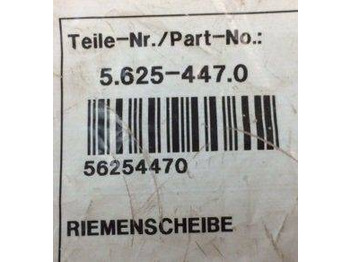 Teile-Nr./Part-No.:
5.625-447.0
56254470
RIEMENSCHEIBE